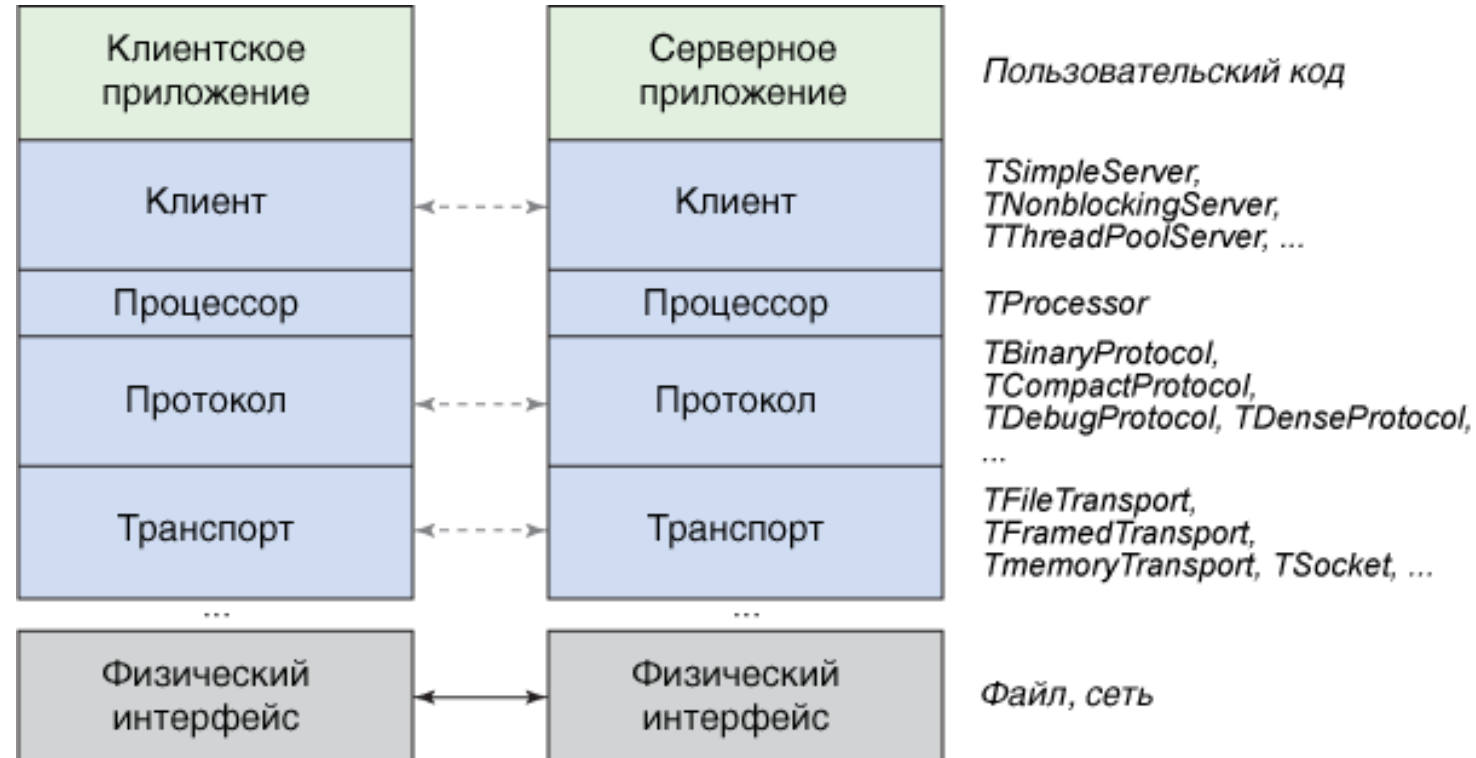 Клиентское
приложение
Серверное
приложение
Пользовательский код
Клиент
Клиент
TSimpleServer,
TNonblockingServer,
TThreadPoolServer, ...
Процессор
Процессор
TProcessor
Протокол
Протокол
TBinaryProtocol,
TCompactProtocol,
TDebugProtocol, TDenseProtocol,
...
Транспорт
Транспорт
TFileTransport,
TFramedTransport,
TmemoryTransport, TSocket, ...
...
...
Физический
интерфейс
Физический
интерфейс
Файл, сеть